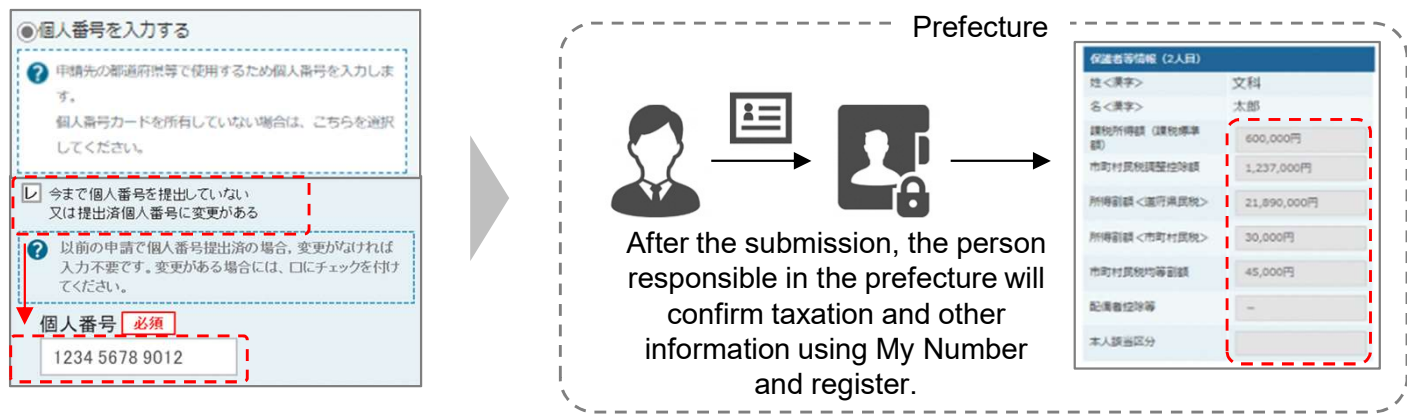 個人番号を入力する
申請先の都道府県等で使用するため個人番号を入力しま
す。
個人番号カードを所有していない場合は、こちらを選択
してください。
レ 今まで個人番号を提出していない
又は提出済個人番号に変更がある
以前の申請で個人番号提出済の場合,変更がなければ
入力不要です。変更がある場合には、口にチェックを付け
てください。
個人番号 必須
1234 5678 9012
Prefecture
After the submission, the person
responsible in the prefecture will
confirm taxation and other
information using My Number
and register.
保護者等情報(2人目)
姓<漢字> 文科
名<漢字> 太郎
課税所得額(課税標準
額) 600,000円
市町村民税調整控除額 1,237,000円
所得割額<道府県民税> 21,890,000円
所得割額<市町村民税> 30,000円
市町村民税均等割額 45,000円
配偶者控除等 –
本人該当区分